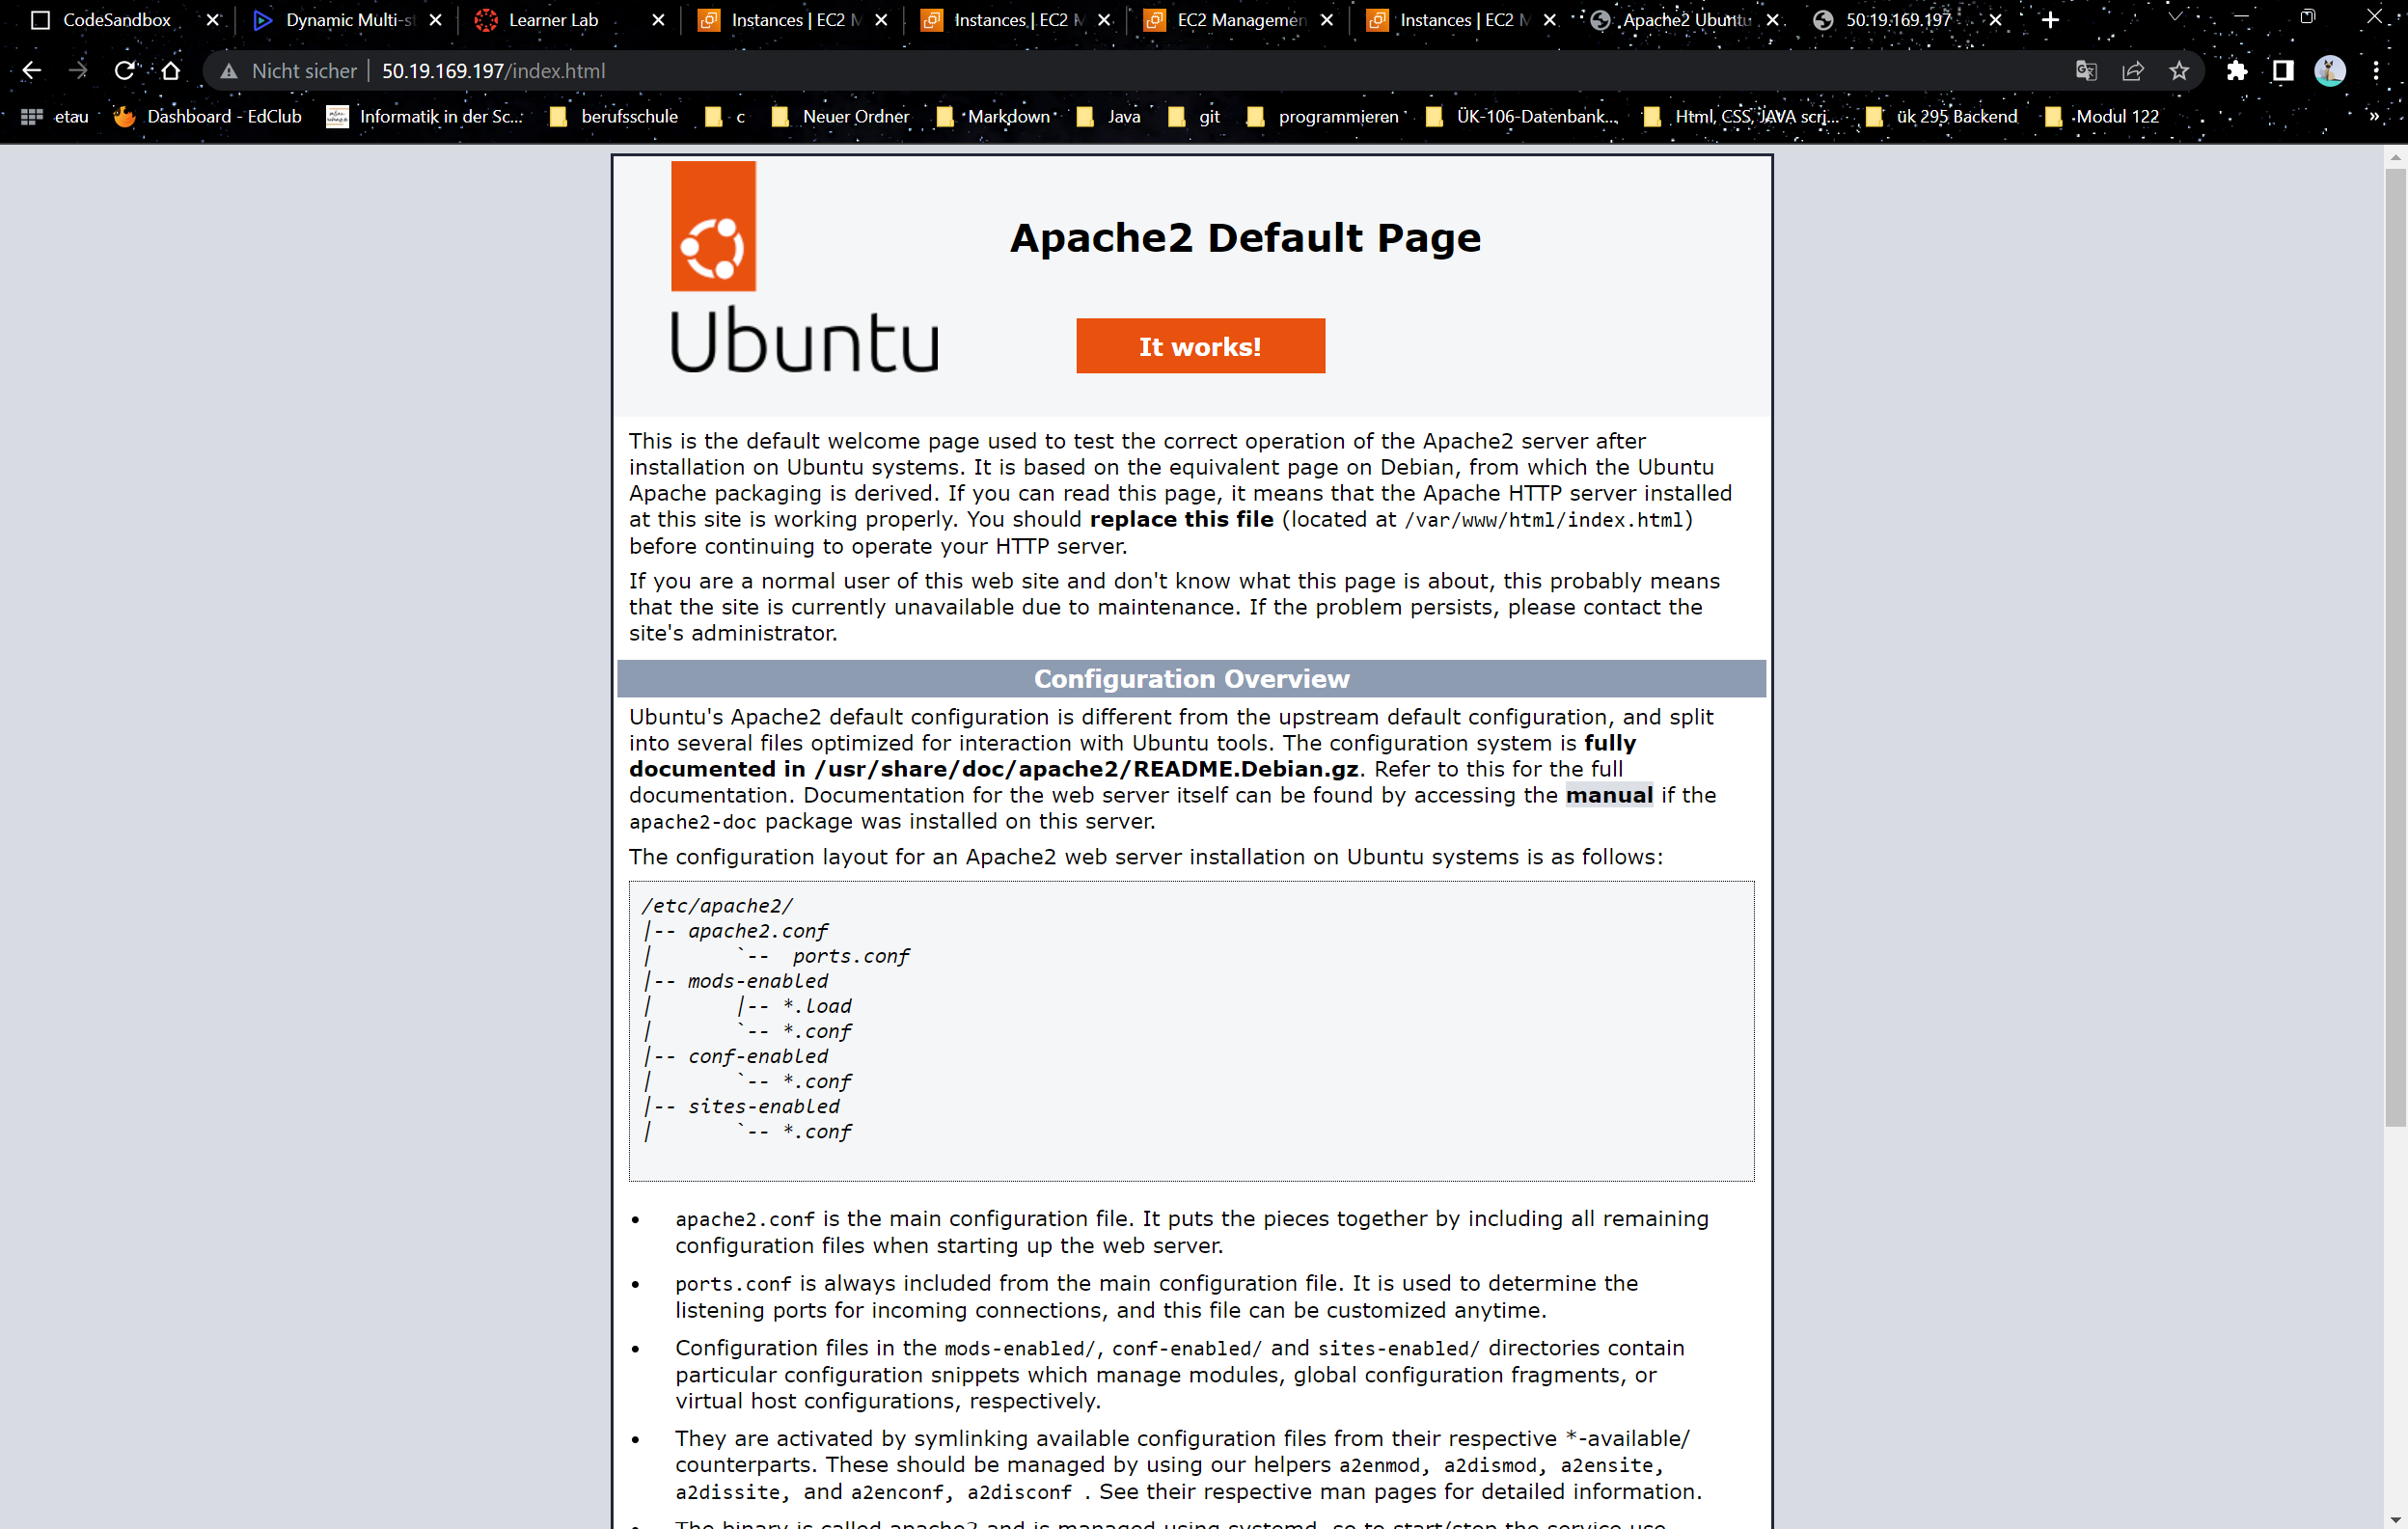 CodeSandbox
Dynamic Multi-st
Learner Lab
Instances | EC2 M
Instances | EC2 M
EC2 Managemen
Instances | EC2 M
Apache2 Ubuntu
50.19.169.197
Nicht sicher
50.19.169.197/index.html
etau
Dashboard - EdClub
Informatik in der Sc...
berufsschule
c
Neuer Ordner
Markdown
Java
git
programmieren
ÜK-106-Datenbank...
Html, CSS, JAVA scri...
ük 295 Backend
Modul 122
»
Ubuntu
Apache2 Default Page
It works!
This is the default welcome page used to test the correct operation of the Apache2 server after
installation on Ubuntu systems. It is based on the equivalent page on Debian, from which the Ubuntu
Apache packaging is derived. If you can read this page, it means that the Apache HTTP server installed
at this site is working properly. You should replace this file (located at /var/www/html/index.html)
before continuing to operate your HTTP server.
If you are a normal user of this web site and don't know what this page is about, this probably means
that the site is currently unavailable due to maintenance. If the problem persists, please contact the
site's administrator.
Configuration Overview
Ubuntu's Apache2 default configuration is different from the upstream default configuration, and split
into several files optimized for interaction with Ubuntu tools. The configuration system is fully
documented in /usr/share/doc/apache2/README.Debian.gz. Refer to this for the full
documentation. Documentation for the web server itself can be found by accessing the manual if the
apache2-doc package was installed on this server.
The configuration layout for an Apache2 web server installation on Ubuntu systems is as follows:
/etc/apache2/
|-- apache2.conf
|       `--  ports.conf
|-- mods-enabled
|       |-- *.load
|       `-- *.conf
|-- conf-enabled
|       `-- *.conf
|-- sites-enabled
|       `-- *.conf
• apache2.conf is the main configuration file. It puts the pieces together by including all remaining
configuration files when starting up the web server.
• ports.conf is always included from the main configuration file. It is used to determine the
listening ports for incoming connections, and this file can be customized anytime.
• Configuration files in the mods-enabled/, conf-enabled/ and sites-enabled/ directories contain
particular configuration snippets which manage modules, global configuration fragments, or
virtual host configurations, respectively.
• They are activated by symlinking available configuration files from their respective *-available/
counterparts. These should be managed by using our helpers a2enmod, a2dismod, a2ensite,
a2dissite, and a2enconf, a2disconf . See their respective man pages for detailed information.
• The binary is called apache2 and is managed using systemd, so to start/stop the service use